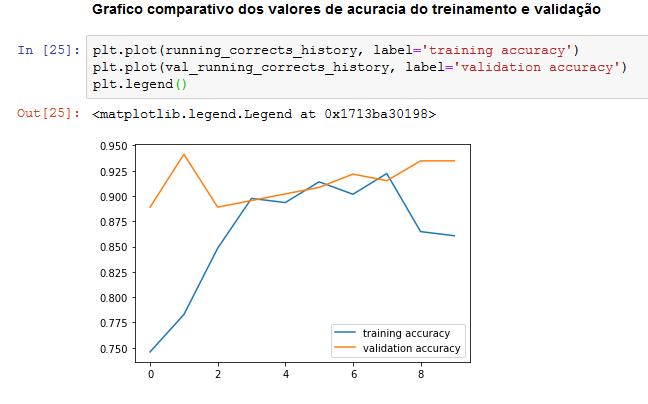 Grafico comparativo dos valores de acuracia do treinamento e validação
In [25]: plt.plot(running_corrects_history, label='training accuracy')
plt.plot(val_running_corrects_history, label='validation accuracy')
plt.legend()
Out[25]: <matplotlib.legend.Legend at 0x1713ba30198>
0.950
0.925
0.900
0.875
0.850
0.825
0.800
0.775
0.750
training accuracy
validation accuracy
0 2 4 6 8